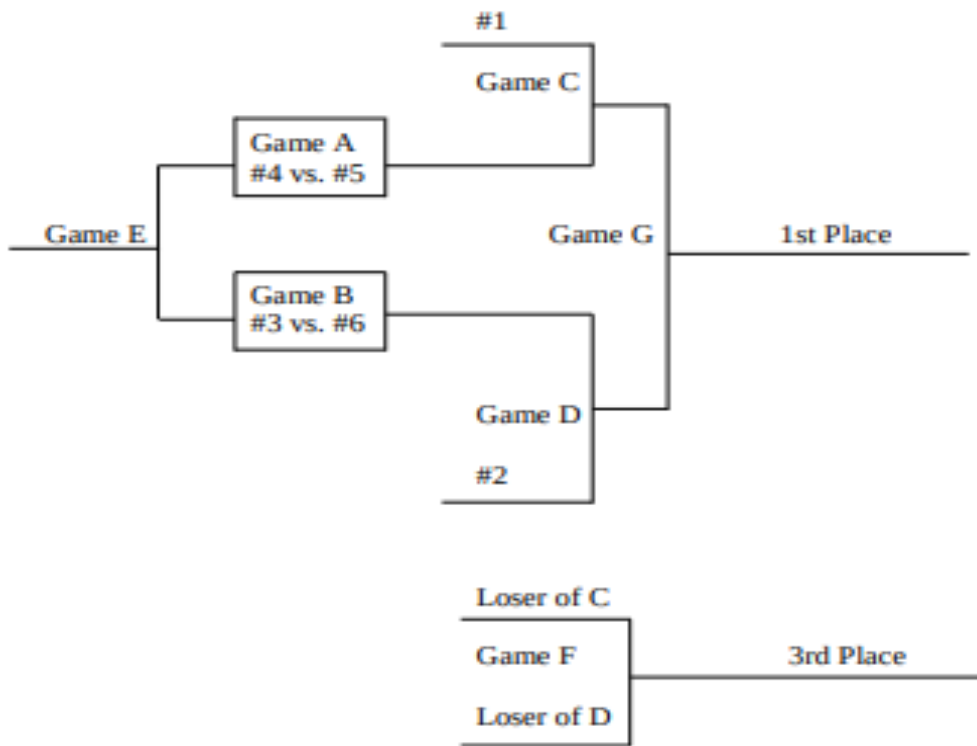 #1
Game C
Game A
#4 vs. #5
Game E
Game G
1st Place
Game B
#3 vs. #6
Game D
#2
Loser of C
Game F
3rd Place
Loser of D